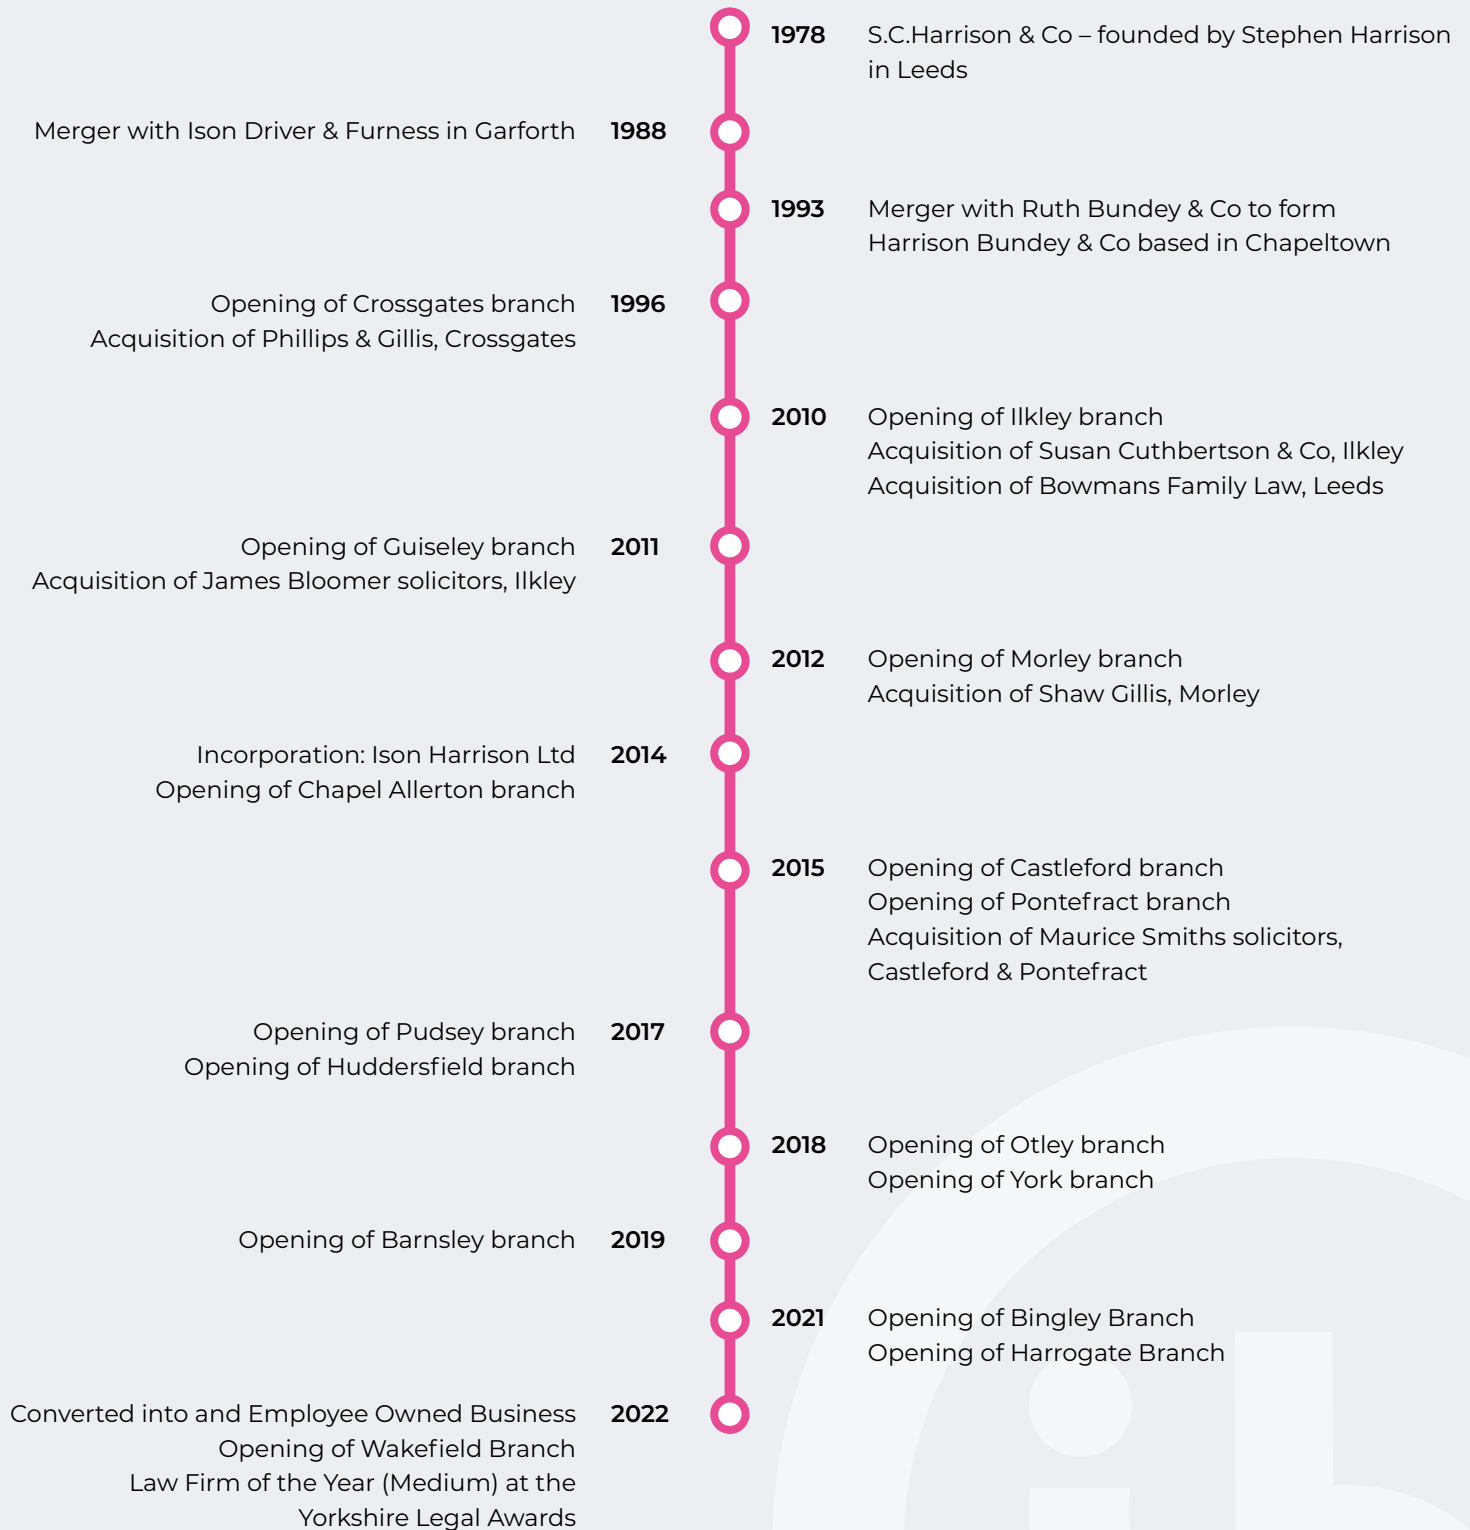 1978 S.C.Harrison & Co – founded by Stephen Harrison
in Leeds
Merger with Ison Driver & Furness in Garforth 1988
1993 Merger with Ruth Bundey & Co to form
Harrison Bundey & Co based in Chapeltown
Opening of Crossgates branch 1996
Acquisition of Phillips & Gillis, Crossgates
2010 Opening of Ilkley branch
Acquisition of Susan Cuthbertson & Co, Ilkley
Acquisition of Bowmans Family Law, Leeds
Opening of Guiseley branch 2011
Acquisition of James Bloomer solicitors, Ilkley
2012 Opening of Morley branch
Acquisition of Shaw Gillis, Morley
Incorporation: Ison Harrison Ltd 2014
Opening of Chapel Allerton branch
2015 Opening of Castleford branch
Opening of Pontefract branch
Acquisition of Maurice Smiths solicitors,
Castleford & Pontefract
Opening of Pudsey branch 2017
Opening of Huddersfield branch
2018 Opening of Otley branch
Opening of York branch
Opening of Barnsley branch 2019
2021 Opening of Bingley Branch
Opening of Harrogate Branch
Converted into and Employee Owned Business 2022
Opening of Wakefield Branch
Law Firm of the Year (Medium) at the
Yorkshire Legal Awards